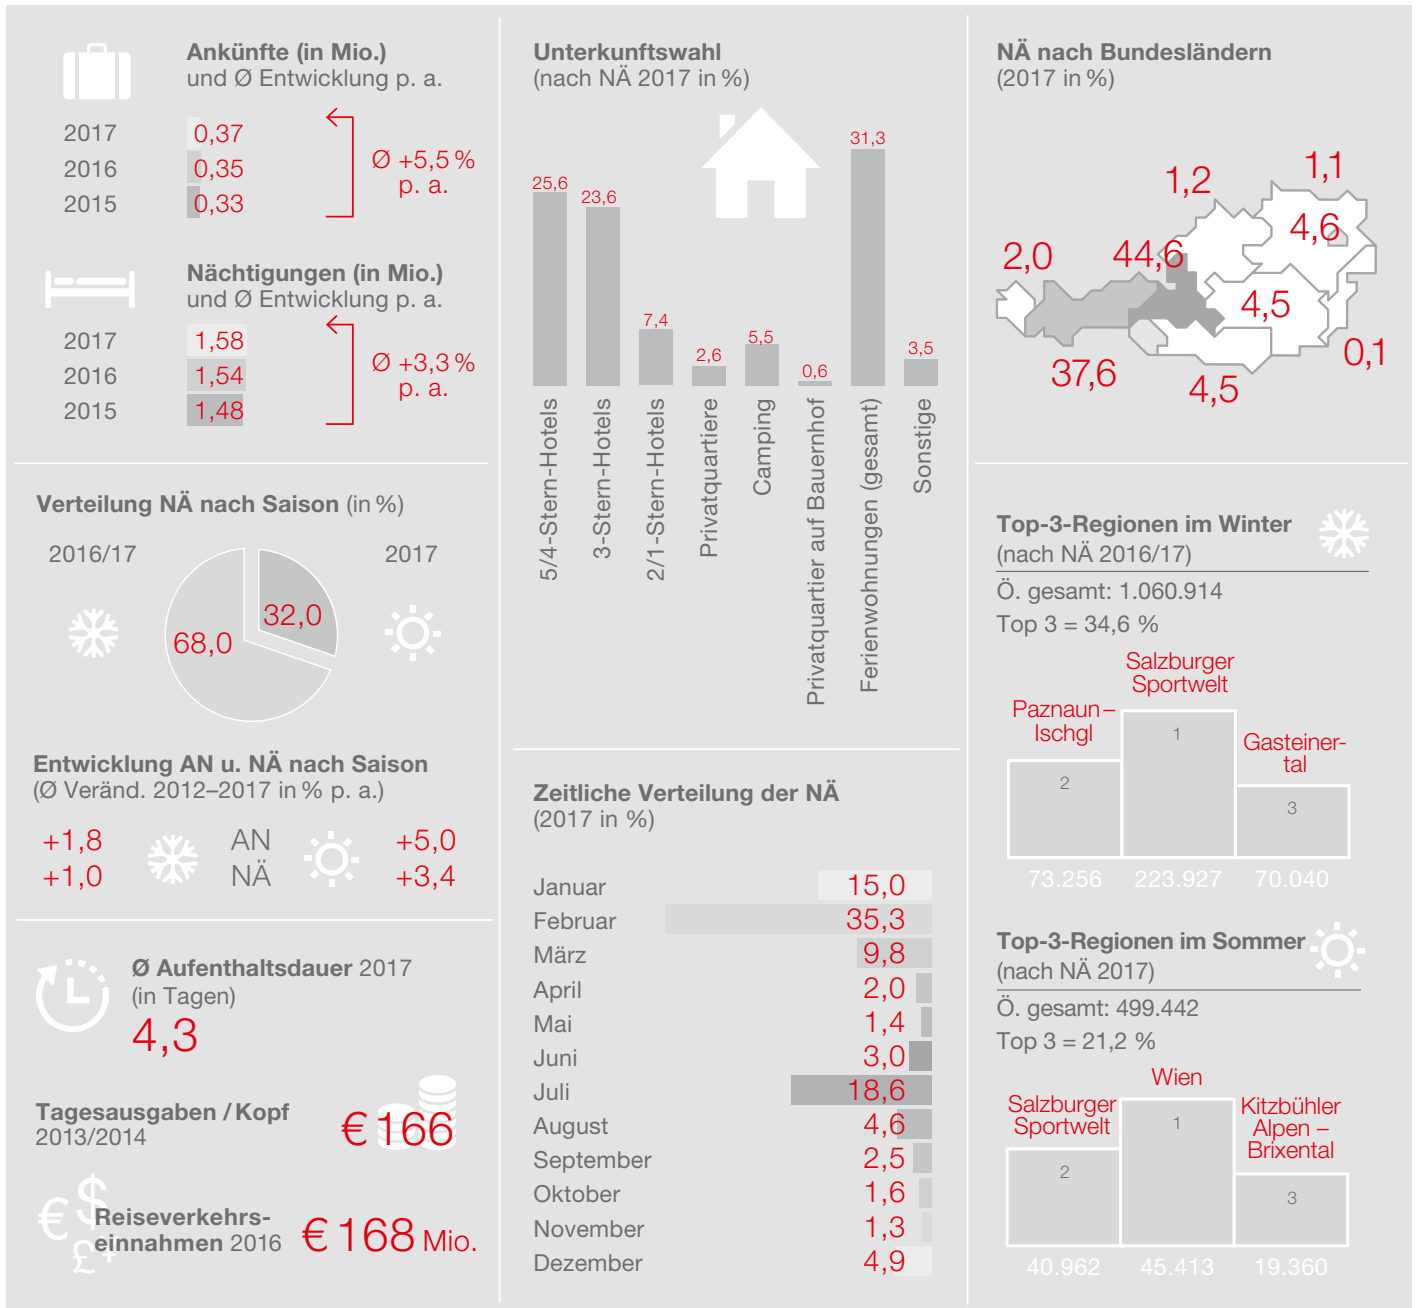 Ankünfte (in Mio.)
und Ø Entwicklung p. a.
2017 0,37
2016 0,35
2015 0,33
Ø +5,5 %
p. a.
Nächtigungen (in Mio.)
und Ø Entwicklung p. a.
2017 1,58
2016 1,54
2015 1,48
Ø +3,3 %
p. a.
Verteilung NÄ nach Saison (in %)
2016/17 2017
68,0 32,0
Entwicklung AN u. NÄ nach Saison
(Ø Veränd. 2012–2017 in % p. a.)
+1,8 AN +5,0
+1,0 NÄ +3,4
Ø Aufenthaltsdauer 2017
(in Tagen)
4,3
Tagesausgaben / Kopf
2013/2014
€ 166
€ $ £ ¥
Reiseverkehrs-
einnahmen 2016
€ 168 Mio.
Unterkunftswahl
(nach NÄ 2017 in %)
25,6
23,6
7,4
2,6
5,5
0,6
31,3
3,5
5/4-Stern-Hotels
3-Stern-Hotels
2/1-Stern-Hotels
Privatquartiere
Camping
Privatquartier auf Bauernhof
Ferienwohnungen (gesamt)
Sonstige
Zeitliche Verteilung der NÄ
(2017 in %)
Januar 15,0
Februar 35,3
März 9,8
April 2,0
Mai 1,4
Juni 3,0
Juli 18,6
August 4,6
September 2,5
Oktober 1,6
November 1,3
Dezember 4,9
NÄ nach Bundesländern
(2017 in %)
1,1
1,2
4,6
2,0
44,6
4,5
0,1
37,6
4,5
Top-3-Regionen im Winter
(nach NÄ 2016/17)
Ö. gesamt: 1.060.914
Top 3 = 34,6 %
Salzburger
Sportwelt
Paznaun –
Ischgl
Gasteiner-
tal
1
2
3
73.256 223.927 70.040
Top-3-Regionen im Sommer
(nach NÄ 2017)
Ö. gesamt: 499.442
Top 3 = 21,2 %
Wien
Salzburger
Sportwelt
Kitzbühler
Alpen –
Brixental
1
2
3
40.962 45.413 19.360